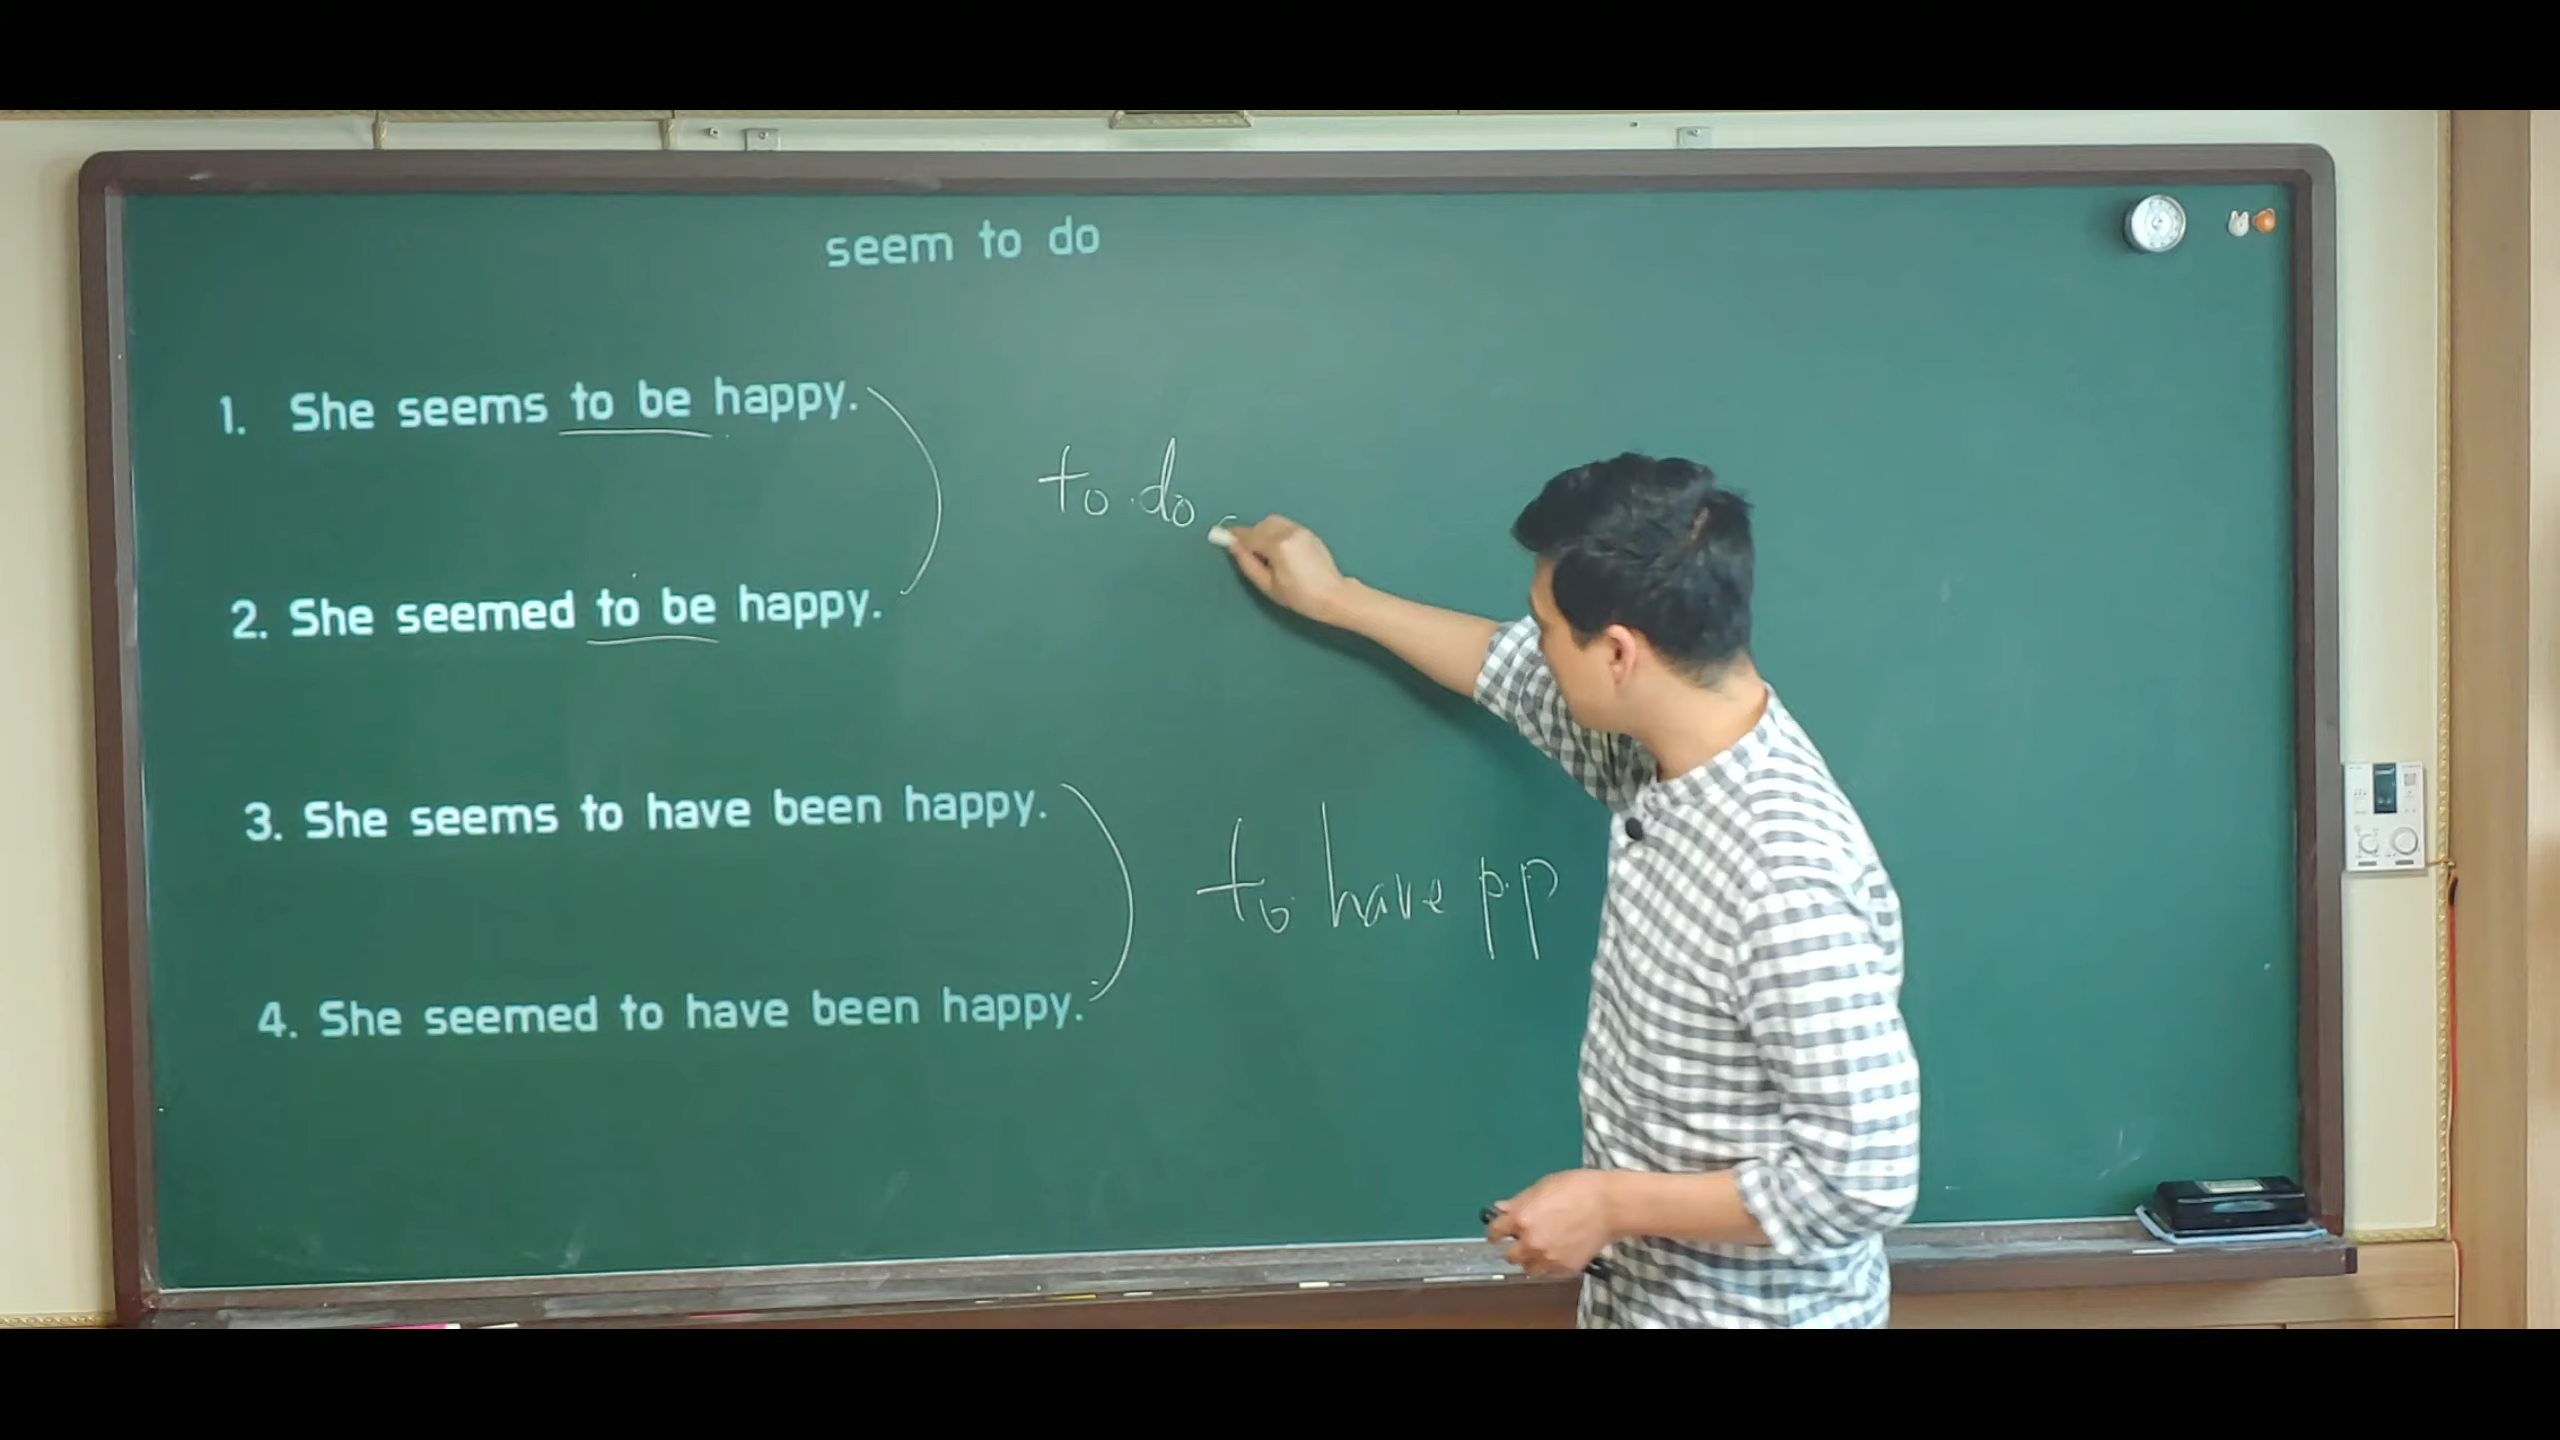 seem to do
1. She seems to be happy.
to do
2. She seemed to be happy.
3. She seems to have been happy.
to have p.p
4. She seemed to have been happy.